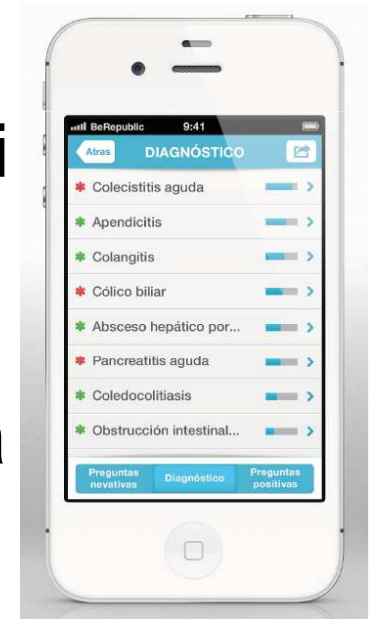 i
a
BeRepublic 9:41
Atras DIAGNÓSTICO
Colecistitis aguda
Apendicitis
Colangitis
Cólico biliar
Absceso hepático por...
Pancreatitis aguda
Coledocolitiasis
Obstrucción intestinal...
Preguntas nevativas
Diagnóstico
Preguntas positivas